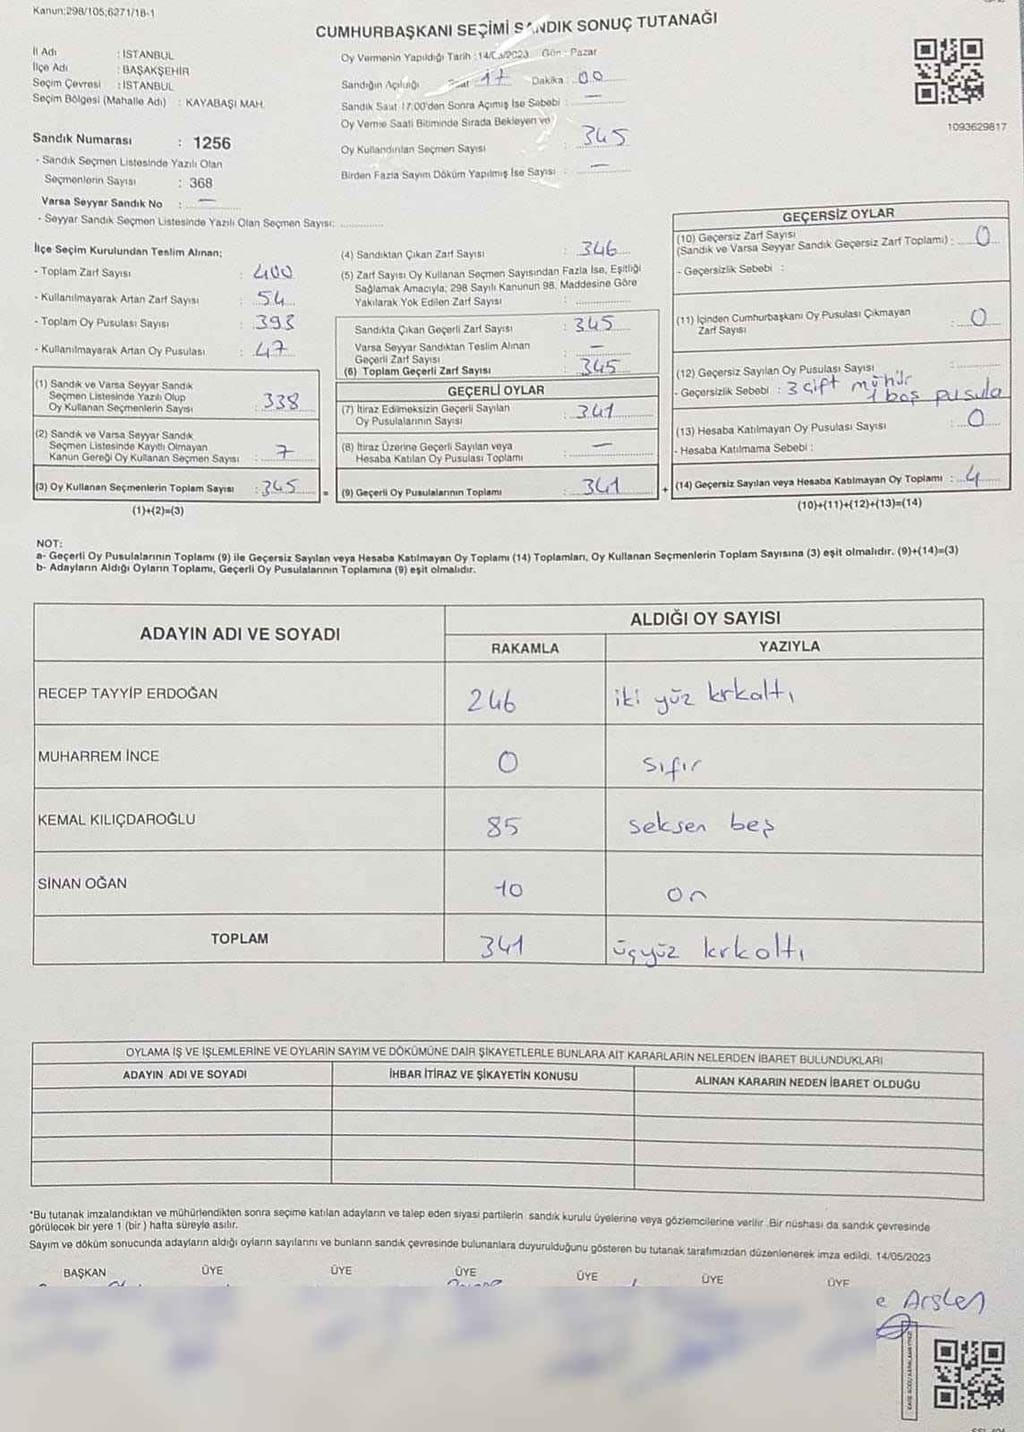 Kanun:298/105;6271/18-1
CUMHURBAŞKANI SEÇİMİ SANDIK SONUÇ TUTANAĞI
İl Adı : İSTANBUL
İlçe Adı : BAŞAKŞEHİR
Seçim Çevresi : İSTANBUL
Seçim Bölgesi (Mahalle Adı) : KAYABAŞI MAH.
Sandık Numarası : 1256
- Sandık Seçmen Listesinde Yazılı Olan
Seçmenlerin Sayısı : 368
Varsa Seyyar Sandık No : —
- Seyyar Sandık Seçmen Listesinde Yazılı Olan Seçmen Sayısı: ..............
Oy Vermenin Yapıldığı Tarih : 14/05/2023 Gün : Pazar
Sandığın Açılışı Saat 17 Dakika : 00
Sandık Saat 17:00'den Sonra Açımış İse Sebebi : —
Oy Verme Saati Bitiminde Sırada Bekleyen ve
Oy Kullandırılan Seçmen Sayısı : 345
Birden Fazla Sayım Döküm Yapılmış İse Sayısı : —
1093629817
İlçe Seçim Kurulundan Teslim Alınan;
- Toplam Zarf Sayısı : 400
- Kullanılmayarak Artan Zarf Sayısı : 54
- Toplam Oy Pusulası Sayısı : 393
- Kullanılmayarak Artan Oy Pusulası : 47
(1) Sandık ve Varsa Seyyar Sandık
Seçmen Listesinde Yazılı Olup
Oy Kullanan Seçmenlerin Sayısı : 338
(2) Sandık ve Varsa Seyyar Sandık
Seçmen Listesinde Kayıtlı Olmayan
Kanun Gereği Oy Kullanan Seçmen Sayısı : 7
(3) Oy Kullanan Seçmenlerin Toplam Sayısı : 345 =
(1)+(2)=(3)
(4) Sandıktan Çıkan Zarf Sayısı : 346
(5) Zarf Sayısı Oy Kullanan Seçmen Sayısından Fazla İse, Eşitliği
Sağlamak Amacıyla; 298 Sayılı Kanunun 98. Maddesine Göre
Yakılarak Yok Edilen Zarf Sayısı : ..............
Sandıkta Çıkan Geçerli Zarf Sayısı : 345
Varsa Seyyar Sandıktan Teslim Alınan
Geçerli Zarf Sayısı : —
(6) Toplam Geçerli Zarf Sayısı : 345
GEÇERLİ OYLAR
(7) İtiraz Edilmeksizin Geçerli Sayılan
Oy Pusulalarının Sayısı : 341
(8) İtiraz Üzerine Geçerli Sayılan veya
Hesaba Katılan Oy Pusulası Toplamı : —
(9) Geçerli Oy Pusulalarının Toplamı : 341 +
GEÇERSİZ OYLAR
(10) Geçersiz Zarf Sayısı
(Sandık ve Varsa Seyyar Sandık Geçersiz Zarf Toplamı) : 0
- Geçersizlik Sebebi :
(11) İçinden Cumhurbaşkanı Oy Pusulası Çıkmayan
Zarf Sayısı : 0
(12) Geçersiz Sayılan Oy Pusulası Sayısı : ..............
- Geçersizlik Sebebi : 3 çift mühür
1 boş pusula
(13) Hesaba Katılmayan Oy Pusulası Sayısı : 0
- Hesaba Katılmama Sebebi :
(14) Geçersiz Sayılan veya Hesaba Katılmayan Oy Toplamı : 4
(10)+(11)+(12)+(13)=(14)
NOT:
a- Geçerli Oy Pusulalarının Toplamı (9) ile Geçersiz Sayılan veya Hesaba Katılmayan Oy Toplamı (14) Toplamları, Oy Kullanan Seçmenlerin Toplam Sayısına (3) eşit olmalıdır. (9)+(14)=(3)
b- Adayların Aldığı Oyların Toplamı, Geçerli Oy Pusulalarının Toplamına (9) eşit olmalıdır.
ADAYIN ADI VE SOYADI
ALDIĞI OY SAYISI
RAKAMLA YAZIYLA
RECEP TAYYİP ERDOĞAN 246 iki yüz kırkaltı
MUHARREM İNCE 0 sıfır
KEMAL KILIÇDAROĞLU 85 seksen beş
SİNAN OĞAN 10 on
TOPLAM 341 üçyüz kırkaltı
OYLAMA İŞ VE İŞLEMLERİNE VE OYLARIN SAYIM VE DÖKÜMÜNE DAİR ŞİKAYETLERLE BUNLARA AİT KARARLARIN NELERDEN İBARET BULUNDUKLARI
ADAYIN ADI VE SOYADI İHBAR İTİRAZ VE ŞİKAYETİN KONUSU ALINAN KARARIN NEDEN İBARET OLDUĞU
*Bu tutanak imzalandıktan ve mühürlendikten sonra seçime katılan adayların ve talep eden siyasi partilerin sandık kurulu üyelerine veya gözlemcilerine verilir. Bir nüshası da sandık çevresinde
görülecek bir yere 1 (bir) hafta süreyle asılır.
Sayım ve döküm sonucunda adayların aldığı oyların sayılarını ve bunların sandık çevresinde bulunanlara duyurulduğunu gösteren bu tutanak tarafımızdan düzenlenerek imza edildi. 14/05/2023
BAŞKAN ÜYE ÜYE ÜYE ÜYE ÜYE ÜYE
e Arslan